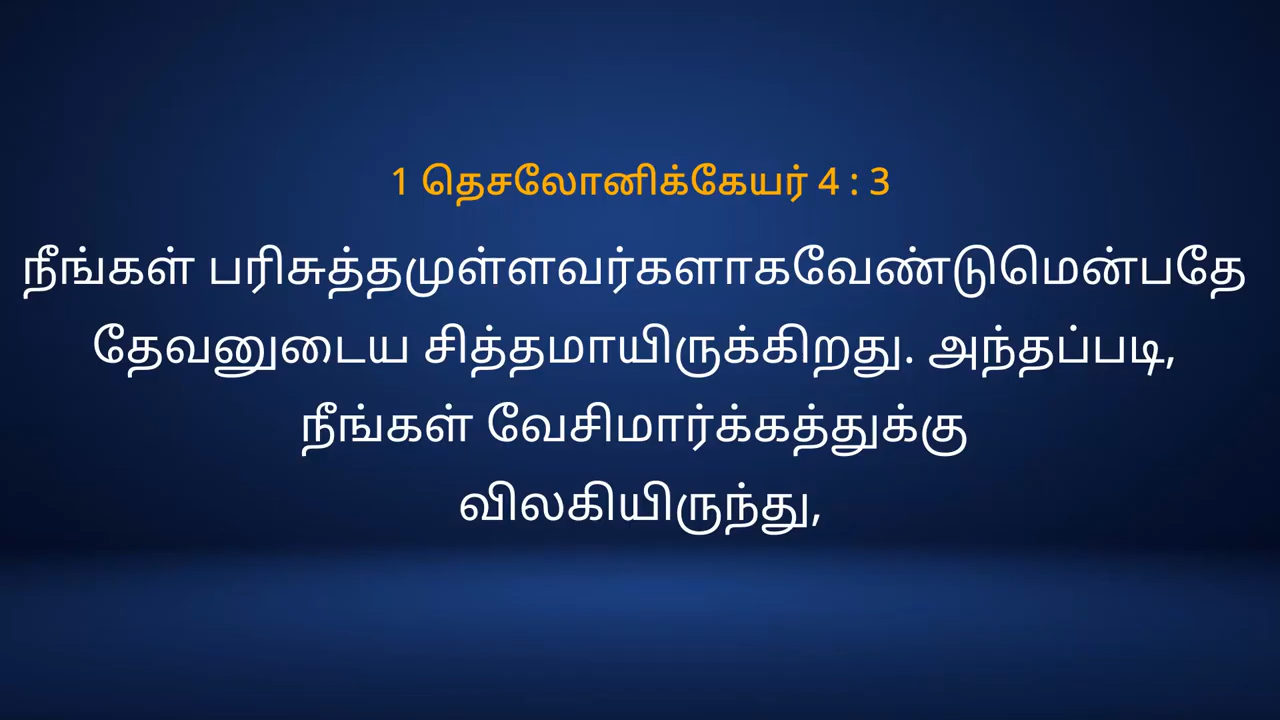 1 தெசலோனிக்கேயர் 4 : 3
நீங்கள் பரிசுத்தமுள்ளவர்களாகவேண்டுமென்பதே
தேவனுடைய சித்தமாயிருக்கிறது. அந்தப்படி,
நீங்கள் வேசிமார்க்கத்துக்கு
விலகியிருந்து,